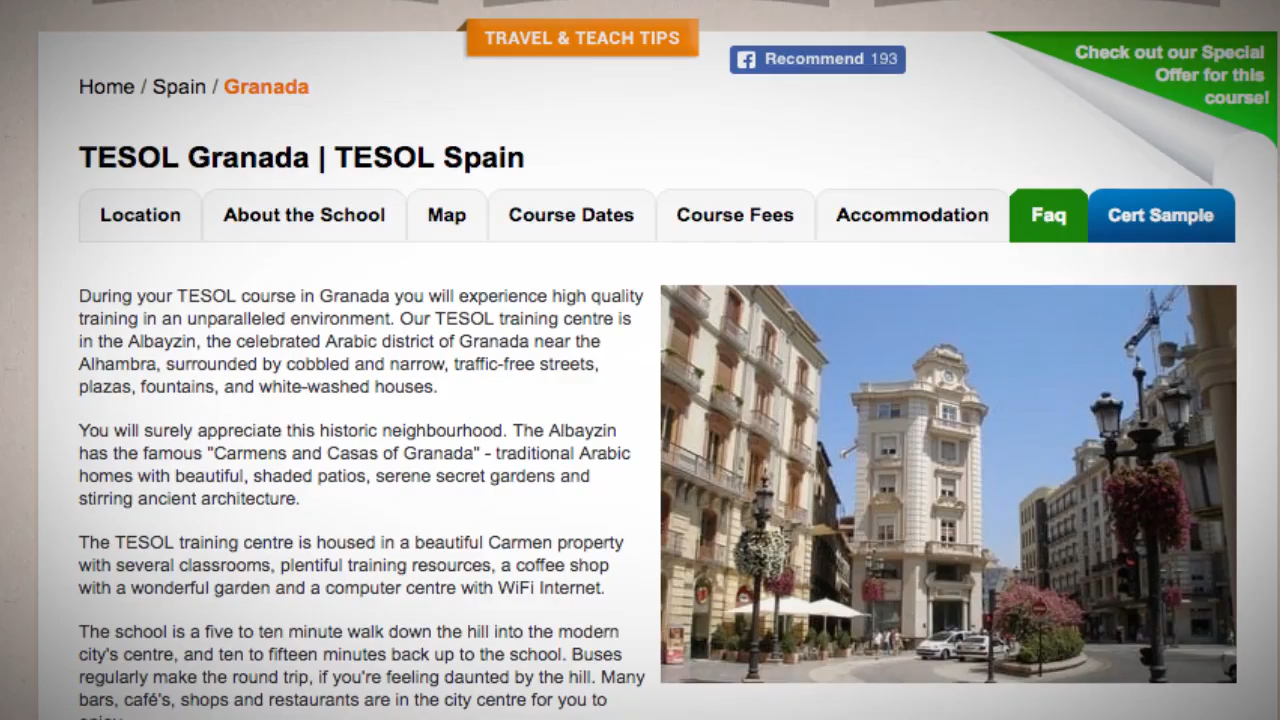 TRAVEL & TEACH TIPS
Recommend 193
Check out our Special
Offer for this
course!
Home / Spain / Granada
TESOL Granada | TESOL Spain
Location
About the School
Map
Course Dates
Course Fees
Accommodation
Faq
Cert Sample
During your TESOL course in Granada you will experience high quality
training in an unparalleled environment. Our TESOL training centre is
in the Albayzin, the celebrated Arabic district of Granada near the
Alhambra, surrounded by cobbled and narrow, traffic-free streets,
plazas, fountains, and white-washed houses.
You will surely appreciate this historic neighbourhood. The Albayzin
has the famous "Carmens and Casas of Granada" - traditional Arabic
homes with beautiful, shaded patios, serene secret gardens and
stirring ancient architecture.
The TESOL training centre is housed in a beautiful Carmen property
with several classrooms, plentiful training resources, a coffee shop
with a wonderful garden and a computer centre with WiFi Internet.
The school is a five to ten minute walk down the hill into the modern
city's centre, and ten to fifteen minutes back up to the school. Buses
regularly make the round trip, if you're feeling daunted by the hill. Many
bars, café's, shops and restaurants are in the city centre for you to